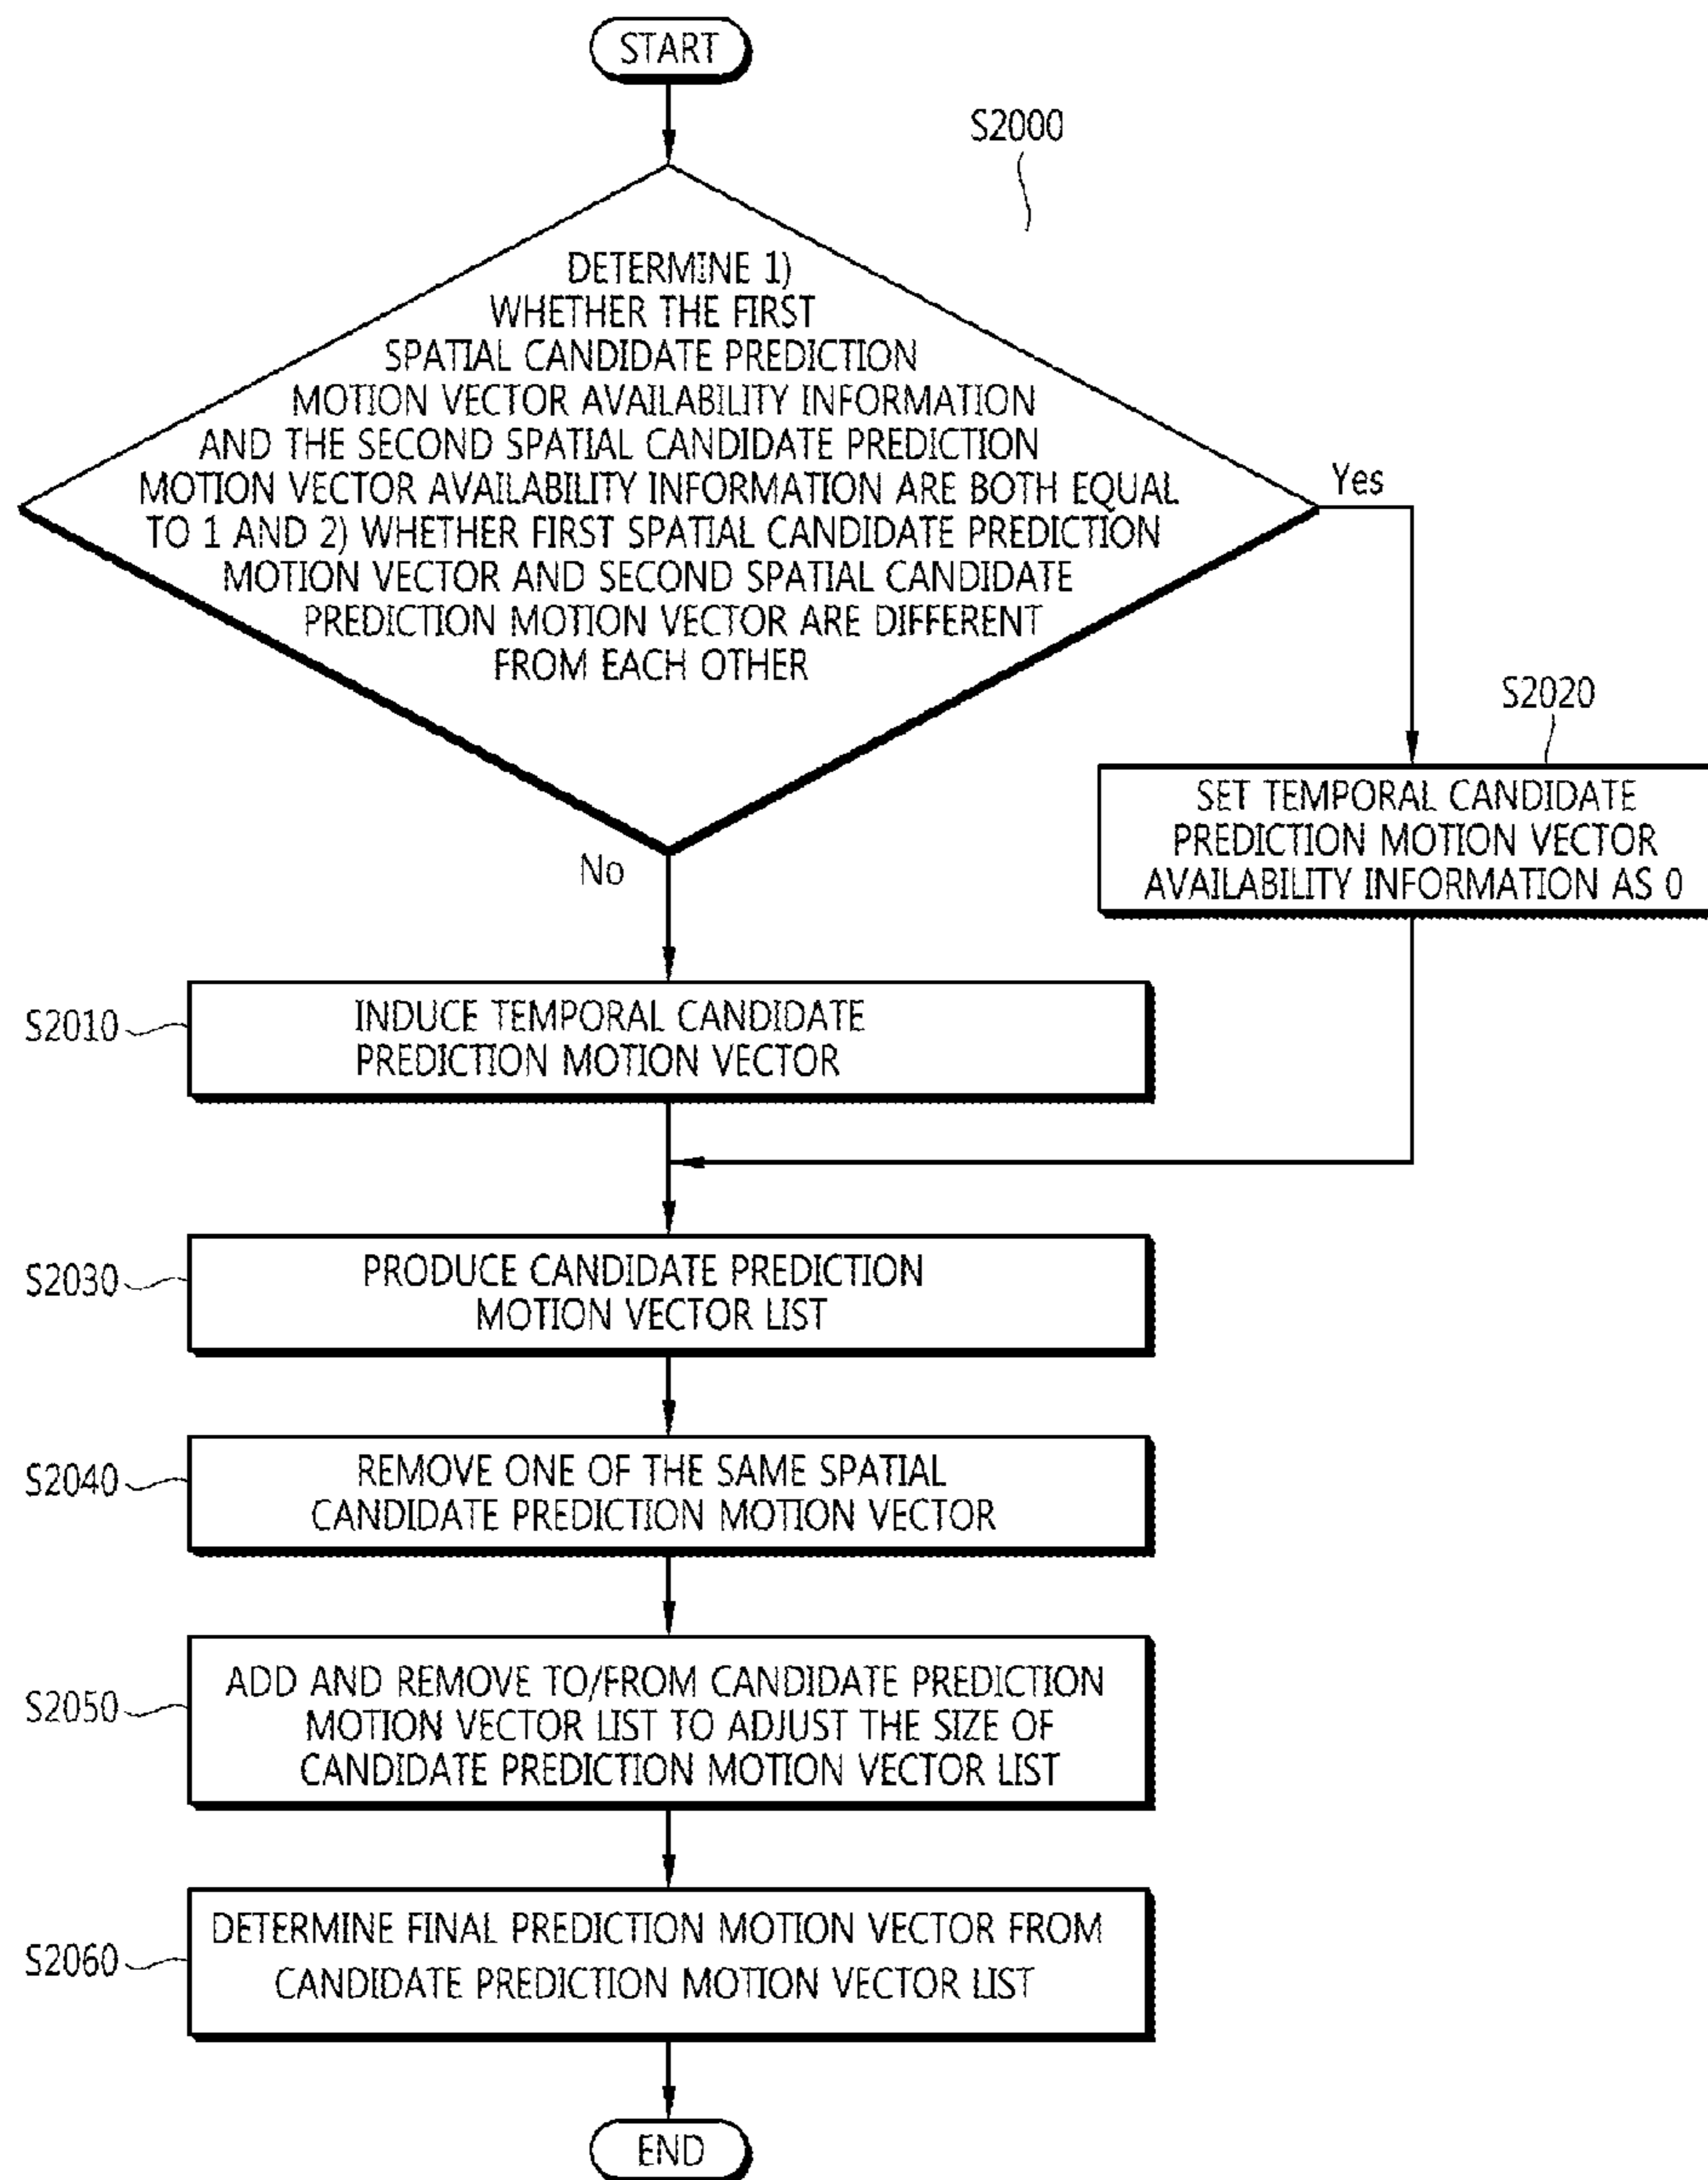 START
S2000
DETERMINE 1)
WHETHER THE FIRST
SPATIAL CANDIDATE PREDICTION
MOTION VECTOR AVAILABILITY INFORMATION
AND THE SECOND SPATIAL CANDIDATE PREDICTION
MOTION VECTOR AVAILABILITY INFORMATION ARE BOTH EQUAL
TO 1 AND 2) WHETHER FIRST SPATIAL CANDIDATE PREDICTION
MOTION VECTOR AND SECOND SPATIAL CANDIDATE
PREDICTION MOTION VECTOR ARE DIFFERENT
FROM EACH OTHER
Yes
S2020
SET TEMPORAL CANDIDATE
PREDICTION MOTION VECTOR
AVAILABILITY INFORMATION AS 0
No
S2010
INDUCE TEMPORAL CANDIDATE
PREDICTION MOTION VECTOR
S2030
PRODUCE CANDIDATE PREDICTION
MOTION VECTOR LIST
S2040
REMOVE ONE OF THE SAME SPATIAL
CANDIDATE PREDICTION MOTION VECTOR
S2050
ADD AND REMOVE TO/FROM CANDIDATE PREDICTION
MOTION VECTOR LIST TO ADJUST THE SIZE OF
CANDIDATE PREDICTION MOTION VECTOR LIST
S2060
DETERMINE FINAL PREDICTION MOTION VECTOR FROM
CANDIDATE PREDICTION MOTION VECTOR LIST
END